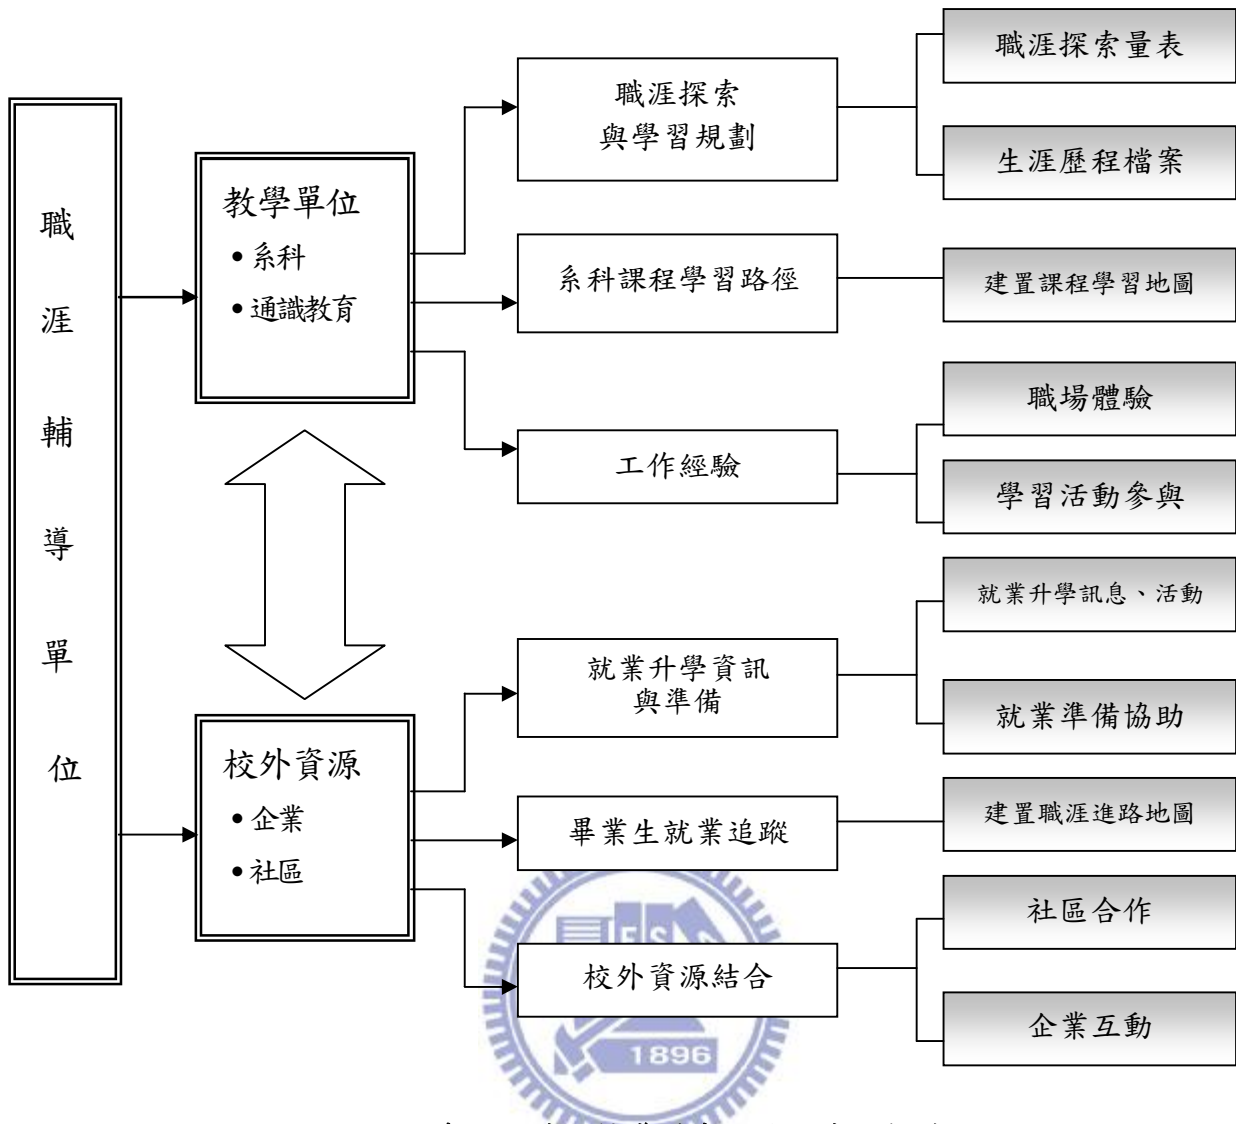 職涯輔導單位
教學單位
•系科
•通識教育
校外資源
•企業
•社區
職涯探索
與學習規劃
系科課程學習路徑
工作經驗
就業升學資訊
與準備
畢業生就業追蹤
校外資源結合
職涯探索量表
生涯歷程檔案
建置課程學習地圖
職場體驗
學習活動參與
就業升學訊息、活動
就業準備協助
建置職涯進路地圖
社區合作
企業互動
ES
1896